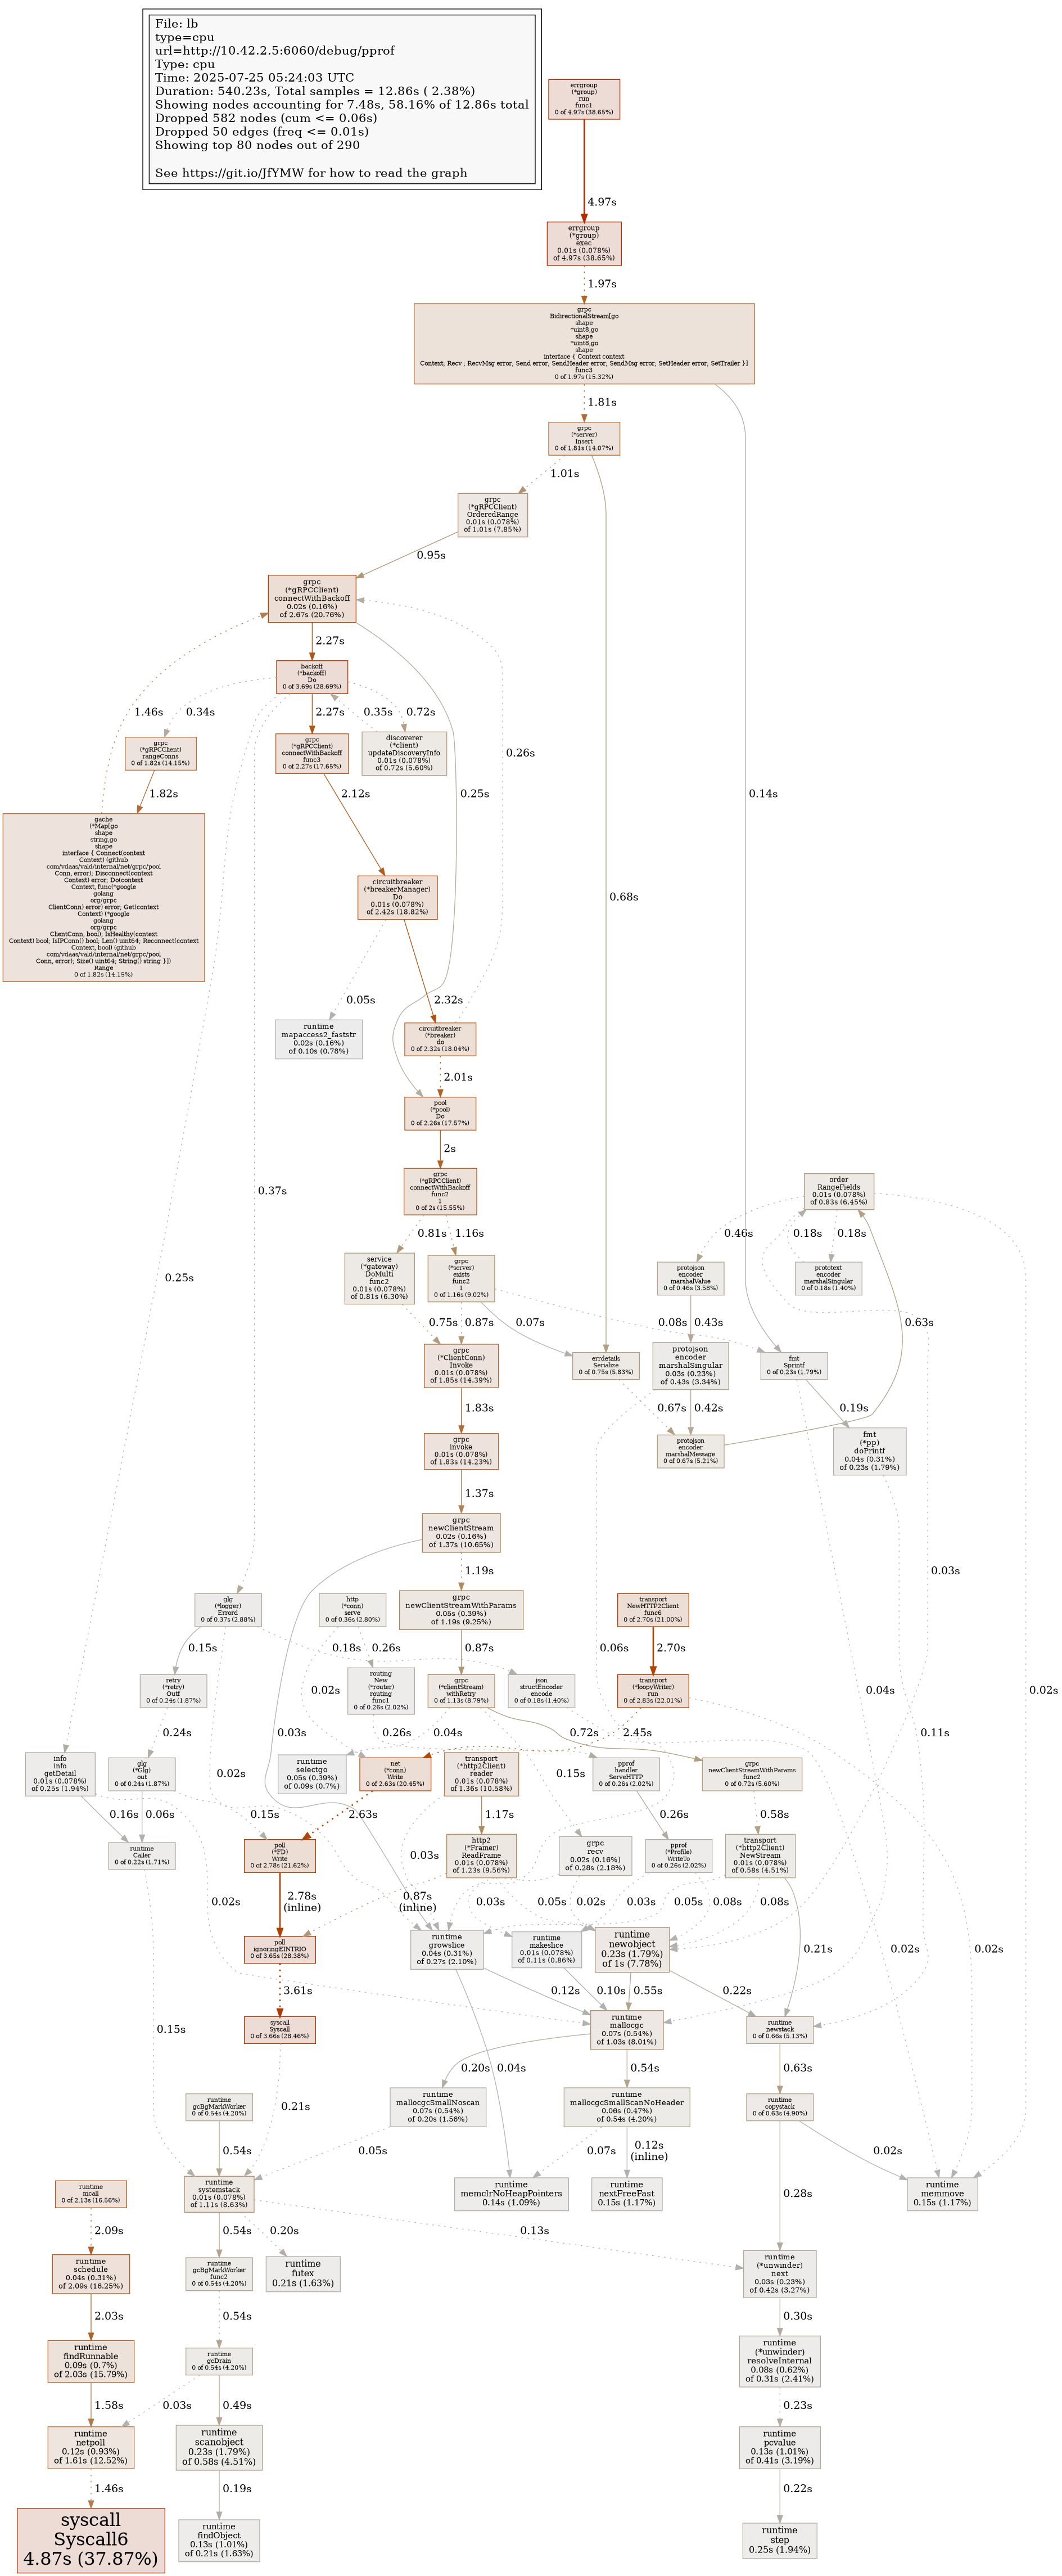 File: lb
type=cpu
url=http://10.42.2.5:6060/debug/pprof
Type: cpu
Time: 2025-07-25 05:24:03 UTC
Duration: 540.23s, Total samples = 12.86s ( 2.38%)
Showing nodes accounting for 7.48s, 58.16% of 12.86s total
Dropped 582 nodes (cum <= 0.06s)
Dropped 50 edges (freq <= 0.01s)
Showing top 80 nodes out of 290
See https://git.io/JfYMW for how to read the graph
errgroup
(*group)
run
func1
0 of 4.97s (38.65%)
4.97s
errgroup
(*group)
exec
0.01s (0.078%)
of 4.97s (38.65%)
1.97s
grpc
BidirectionalStream[go
shape
*uint8,go
shape
*uint8,go
shape
interface { Context context
Context; Recv ; RecvMsg error; Send error; SendHeader error; SendMsg error; SetHeader error; SetTrailer }]
func3
0 of 1.97s (15.32%)
1.81s
grpc
(*server)
Insert
0 of 1.81s (14.07%)
1.01s
grpc
(*gRPCClient)
OrderedRange
0.01s (0.078%)
of 1.01s (7.85%)
0.95s
grpc
(*gRPCClient)
connectWithBackoff
0.02s (0.16%)
of 2.67s (20.76%)
2.27s
backoff
(*backoff)
Do
0 of 3.69s (28.69%)
1.46s
0.34s
2.27s
0.35s
0.72s
0.26s
grpc
(*gRPCClient)
rangeConns
0 of 1.82s (14.15%)
grpc
(*gRPCClient)
connectWithBackoff
func3
0 of 2.27s (17.65%)
discoverer
(*client)
updateDiscoveryInfo
0.01s (0.078%)
of 0.72s (5.60%)
1.82s
2.12s
0.25s
0.14s
gache
(*Map[go
shape
string,go
shape
interface { Connect(context
Context) (github
com/vdaas/vald/internal/net/grpc/pool
Conn, error); Disconnect(context
Context) error; Do(context
Context, func(*google
golang
org/grpc
ClientConn) error) error; Get(context
Context) (*google
golang
org/grpc
ClientConn, bool); IsHealthy(context
Context) bool; IsIPConn() bool; Len() uint64; Reconnect(context
Context, bool) (github
com/vdaas/vald/internal/net/grpc/pool
Conn, error); Size() uint64; String() string }])
Range
0 of 1.82s (14.15%)
circuitbreaker
(*breakerManager)
Do
0.01s (0.078%)
of 2.42s (18.82%)
0.68s
0.05s
2.32s
runtime
mapaccess2_faststr
0.02s (0.16%)
of 0.10s (0.78%)
circuitbreaker
(*breaker)
do
0 of 2.32s (18.04%)
2.01s
pool
(*pool)
Do
0 of 2.26s (17.57%)
2s
grpc
(*gRPCClient)
connectWithBackoff
func2
1
0 of 2s (15.55%)
0.37s
order
RangeFields
0.01s (0.078%)
of 0.83s (6.45%)
0.81s
1.16s
0.46s
0.18s
0.18s
0.25s
service
(*gateway)
DoMulti
func2
0.01s (0.078%)
of 0.81s (6.30%)
grpc
(*server)
exists
func2
1
0 of 1.16s (9.02%)
protojson
encoder
marshalValue
0 of 0.46s (3.58%)
prototext
encoder
marshalSingular
0 of 0.18s (1.40%)
0.75s
0.87s
0.07s
0.08s
0.43s
0.63s
grpc
(*ClientConn)
Invoke
0.01s (0.078%)
of 1.85s (14.39%)
errdetails
Serialize
0 of 0.75s (5.83%)
protojson
encoder
marshalSingular
0.03s (0.23%)
of 0.43s (3.34%)
fmt
Sprintf
0 of 0.23s (1.79%)
1.83s
0.67s
0.42s
0.19s
grpc
invoke
0.01s (0.078%)
of 1.83s (14.23%)
protojson
encoder
marshalMessage
0 of 0.67s (5.21%)
fmt
(*pp)
doPrintf
0.04s (0.31%)
of 0.23s (1.79%)
1.37s
grpc
newClientStream
0.02s (0.16%)
of 1.37s (10.65%)
1.19s
0.03s
glg
(*logger)
Errord
0 of 0.37s (2.88%)
http
(*conn)
serve
0 of 0.36s (2.80%)
grpc
newClientStreamWithParams
0.05s (0.39%)
of 1.19s (9.25%)
transport
NewHTTP2Client
func6
0 of 2.70s (21.00%)
0.15s
0.18s
0.26s
0.87s
0.06s
2.70s
retry
(*retry)
Outf
0 of 0.24s (1.87%)
0.02s
routing
New
(*router)
routing
func1
0 of 0.26s (2.02%)
grpc
(*clientStream)
withRetry
0 of 1.13s (8.79%)
json
structEncoder
encode
0 of 0.18s (1.40%)
transport
(*loopyWriter)
run
0 of 2.83s (22.01%)
0.04s
0.02s
0.24s
0.03s
0.26s
0.04s
0.72s
2.45s
0.11s
info
info
getDetail
0.01s (0.078%)
of 0.25s (1.94%)
glg
(*Glg)
out
0 of 0.24s (1.87%)
0.02s
runtime
selectgo
0.05s (0.39%)
of 0.09s (0.7%)
net
(*conn)
Write
0 of 2.63s (20.45%)
transport
(*http2Client)
reader
0.01s (0.078%)
of 1.36s (10.58%)
0.15s
pprof
handler
ServeHTTP
0 of 0.26s (2.02%)
grpc
newClientStreamWithParams
func2
0 of 0.72s (5.60%)
0.16s
0.06s
0.15s
2.63s
1.17s
0.26s
0.58s
runtime
Caller
0 of 0.22s (1.71%)
poll
(*FD)
Write
0 of 2.78s (21.62%)
0.03s
http2
(*Framer)
ReadFrame
0.01s (0.078%)
of 1.23s (9.56%)
grpc
recv
0.02s (0.16%)
of 0.28s (2.18%)
pprof
(*Profile)
WriteTo
0 of 0.26s (2.02%)
transport
(*http2Client)
NewStream
0.01s (0.078%)
of 0.58s (4.51%)
0.02s
2.78s
(inline)
0.87s
(inline)
0.03s
0.05s
0.02s
0.03s
0.05s
0.08s
0.08s
poll
ignoringEINTRIO
0 of 3.65s (28.38%)
runtime
growslice
0.04s (0.31%)
of 0.27s (2.10%)
runtime
makeslice
0.01s (0.078%)
of 0.11s (0.86%)
runtime
newobject
0.23s (1.79%)
of 1s (7.78%)
0.21s
0.02s
0.02s
3.61s
0.12s
0.10s
0.55s
0.22s
syscall
Syscall
0 of 3.66s (28.46%)
runtime
mallocgc
0.07s (0.54%)
of 1.03s (8.01%)
runtime
newstack
0 of 0.66s (5.13%)
0.15s
0.20s
0.04s
0.54s
0.63s
runtime
gcBgMarkWorker
0 of 0.54s (4.20%)
0.21s
runtime
mallocgcSmallNoscan
0.07s (0.54%)
of 0.20s (1.56%)
runtime
mallocgcSmallScanNoHeader
0.06s (0.47%)
of 0.54s (4.20%)
runtime
copystack
0 of 0.63s (4.90%)
0.54s
0.05s
0.07s
0.12s
(inline)
0.02s
runtime
mcall
0 of 2.13s (16.56%)
runtime
systemstack
0.01s (0.078%)
of 1.11s (8.63%)
runtime
memclrNoHeapPointers
0.14s (1.09%)
runtime
nextFreeFast
0.15s (1.17%)
0.28s
runtime
memmove
0.15s (1.17%)
2.09s
0.54s
0.20s
0.13s
runtime
schedule
0.04s (0.31%)
of 2.09s (16.25%)
runtime
gcBgMarkWorker
func2
0 of 0.54s (4.20%)
runtime
futex
0.21s (1.63%)
runtime
(*unwinder)
next
0.03s (0.23%)
of 0.42s (3.27%)
2.03s
0.54s
0.30s
runtime
findRunnable
0.09s (0.7%)
of 2.03s (15.79%)
runtime
gcDrain
0 of 0.54s (4.20%)
runtime
(*unwinder)
resolveInternal
0.08s (0.62%)
of 0.31s (2.41%)
1.58s
0.03s
0.49s
0.23s
runtime
netpoll
0.12s (0.93%)
of 1.61s (12.52%)
runtime
scanobject
0.23s (1.79%)
of 0.58s (4.51%)
runtime
pcvalue
0.13s (1.01%)
of 0.41s (3.19%)
1.46s
0.19s
0.22s
syscall
Syscall6
4.87s (37.87%)
runtime
findObject
0.13s (1.01%)
of 0.21s (1.63%)
runtime
step
0.25s (1.94%)